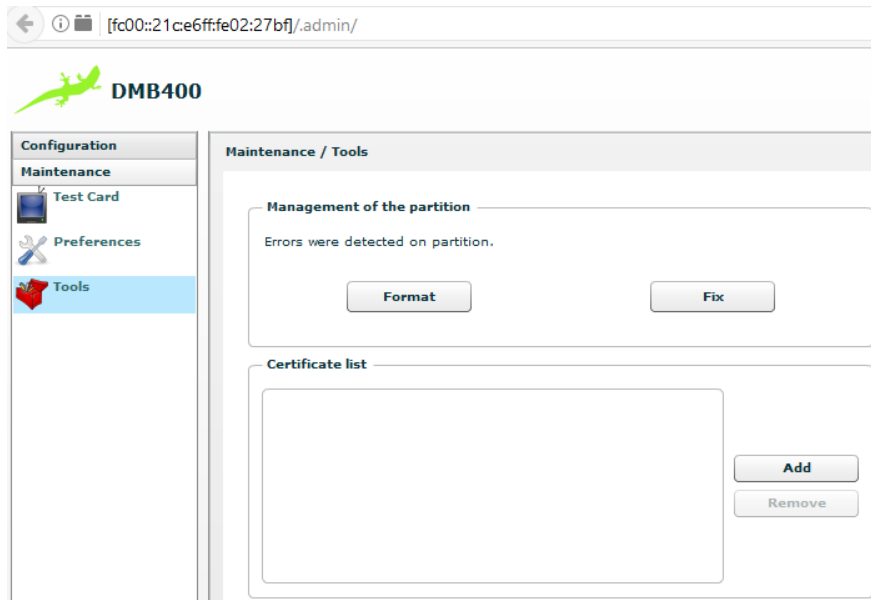 [fc00::21c:e6ff:fe02:27bf]/.admin/
DMB400
Configuration
Maintenance
Test Card
Preferences
Tools
Maintenance / Tools
Management of the partition
Errors were detected on partition.
Format
Fix
Certificate list
Add
Remove